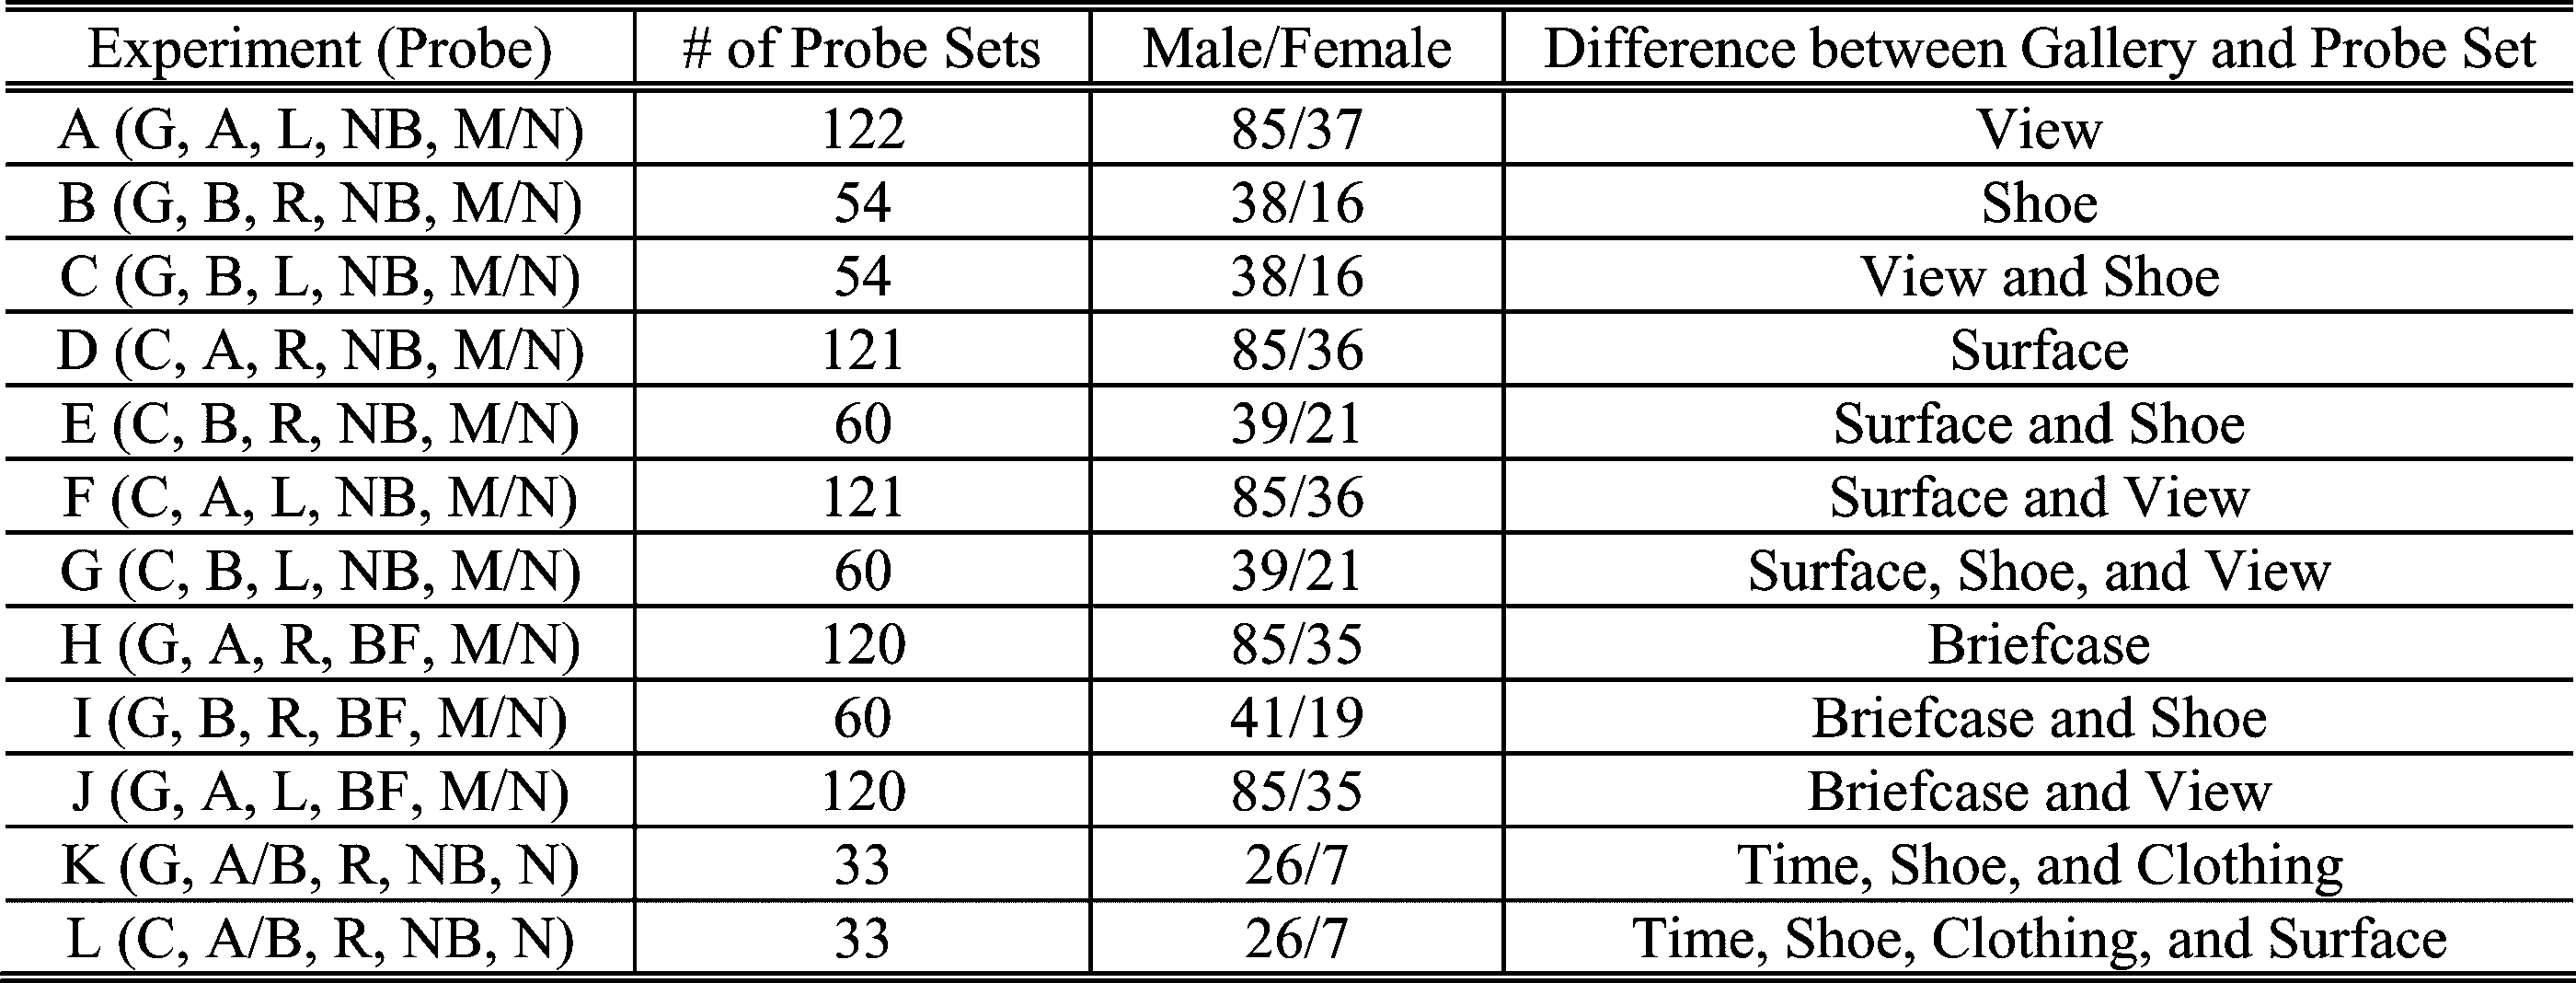 Experiment (Probe) # of Probe Sets Male/Female Difference between Gallery and Probe Set
A (G, A, L, NB, M/N) 122 85/37 View
B (G, B, R, NB, M/N) 54 38/16 Shoe
C (G, B, L, NB, M/N) 54 38/16 View and Shoe
D (C, A, R, NB, M/N) 121 85/36 Surface
E (C, B, R, NB, M/N) 60 39/21 Surface and Shoe
F (C, A, L, NB, M/N) 121 85/36 Surface and View
G (C, B, L, NB, M/N) 60 39/21 Surface, Shoe, and View
H (G, A, R, BF, M/N) 120 85/35 Briefcase
I (G, B, R, BF, M/N) 60 41/19 Briefcase and Shoe
J (G, A, L, BF, M/N) 120 85/35 Briefcase and View
K (G, A/B, R, NB, N) 33 26/7 Time, Shoe, and Clothing
L (C, A/B, R, NB, N) 33 26/7 Time, Shoe, Clothing, and Surface